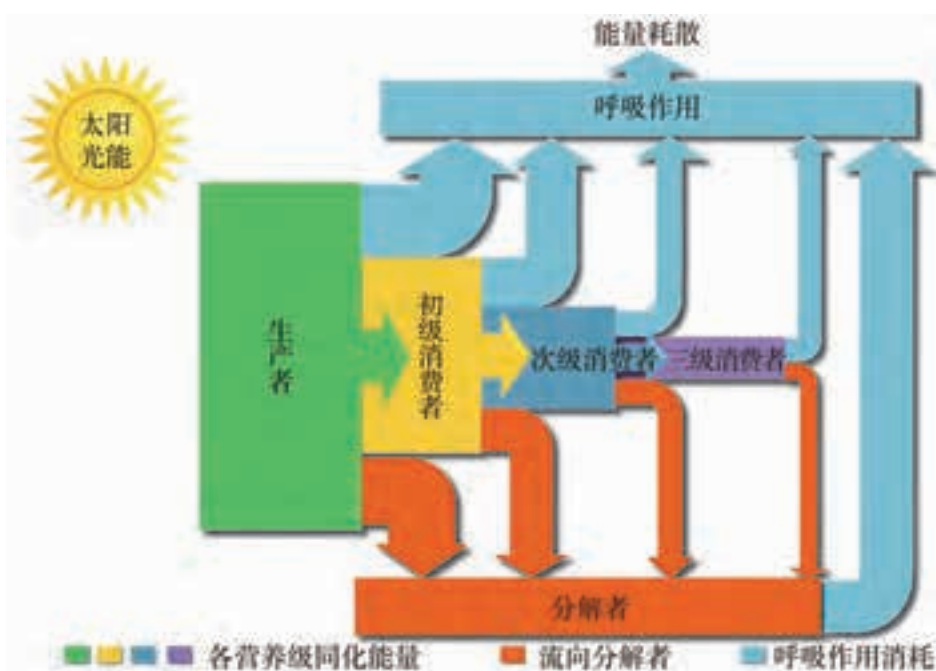 能量耗散
太阳
光能
呼吸作用
生产者
初级消费者
次级消费者
三级消费者
分解者
各营养级同化能量
流向分解者
呼吸作用消耗